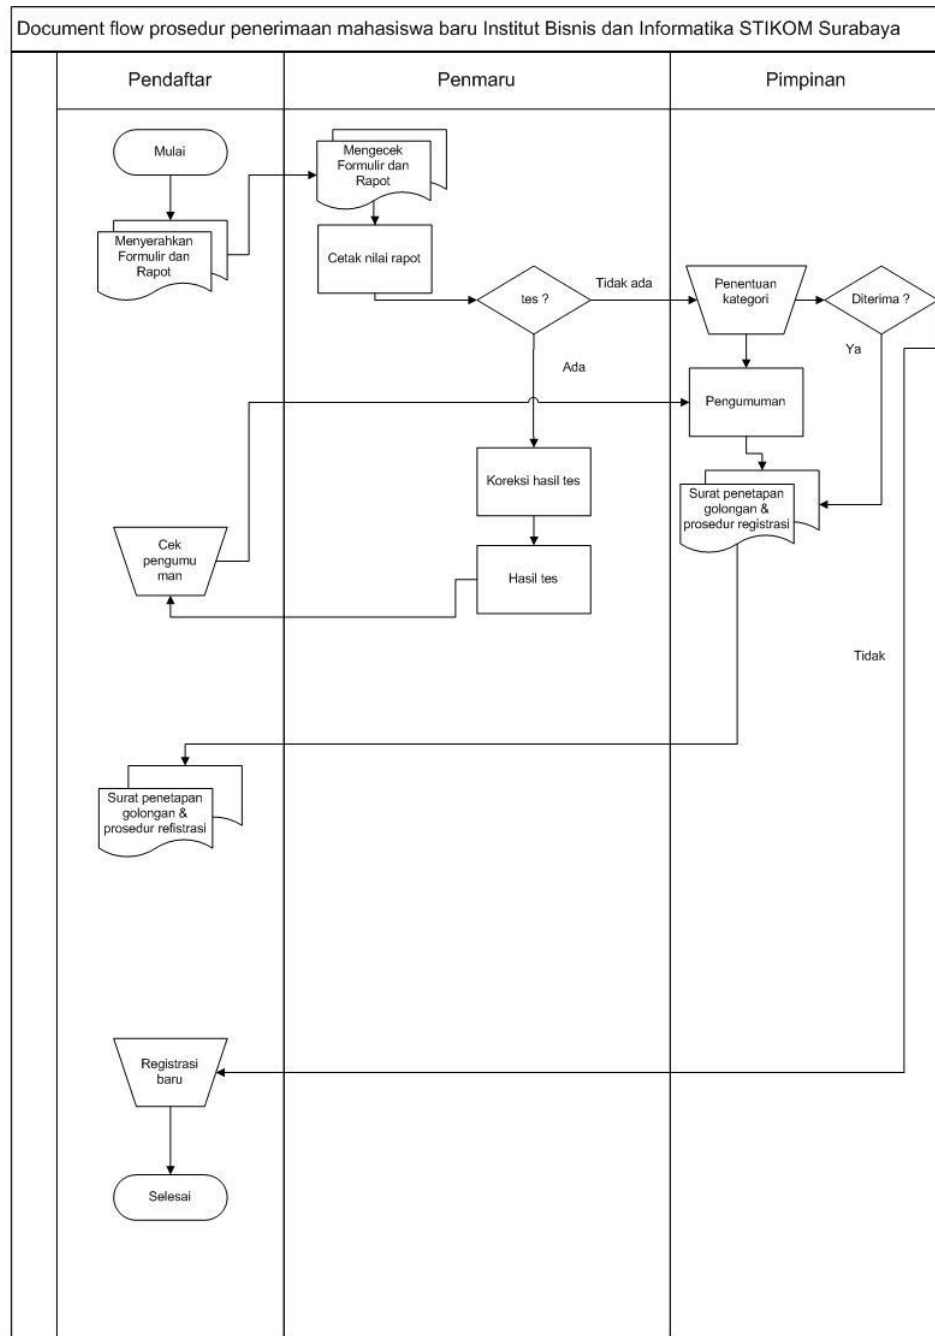 Document flow prosedur penerimaan mahasiswa baru Institut Bisnis dan Informatika STIKOM Surabaya
Pendaftar
Penmaru
Pimpinan
Mulai
Menyerahkan
Formulir dan
Rapot
Mengecek
Formulir dan
Rapot
Cetak nilai rapot
tes ?
Tidak ada
Penentuan
kategori
Diterima ?
Ya
Ada
Pengumuman
Koreksi hasil tes
Surat penetapan
golongan &
prosedur registrasi
Cek
pengumu
man
Hasil tes
Tidak
Surat penetapan
golongan &
prosedur refistrasi
Registrasi
baru
Selesai